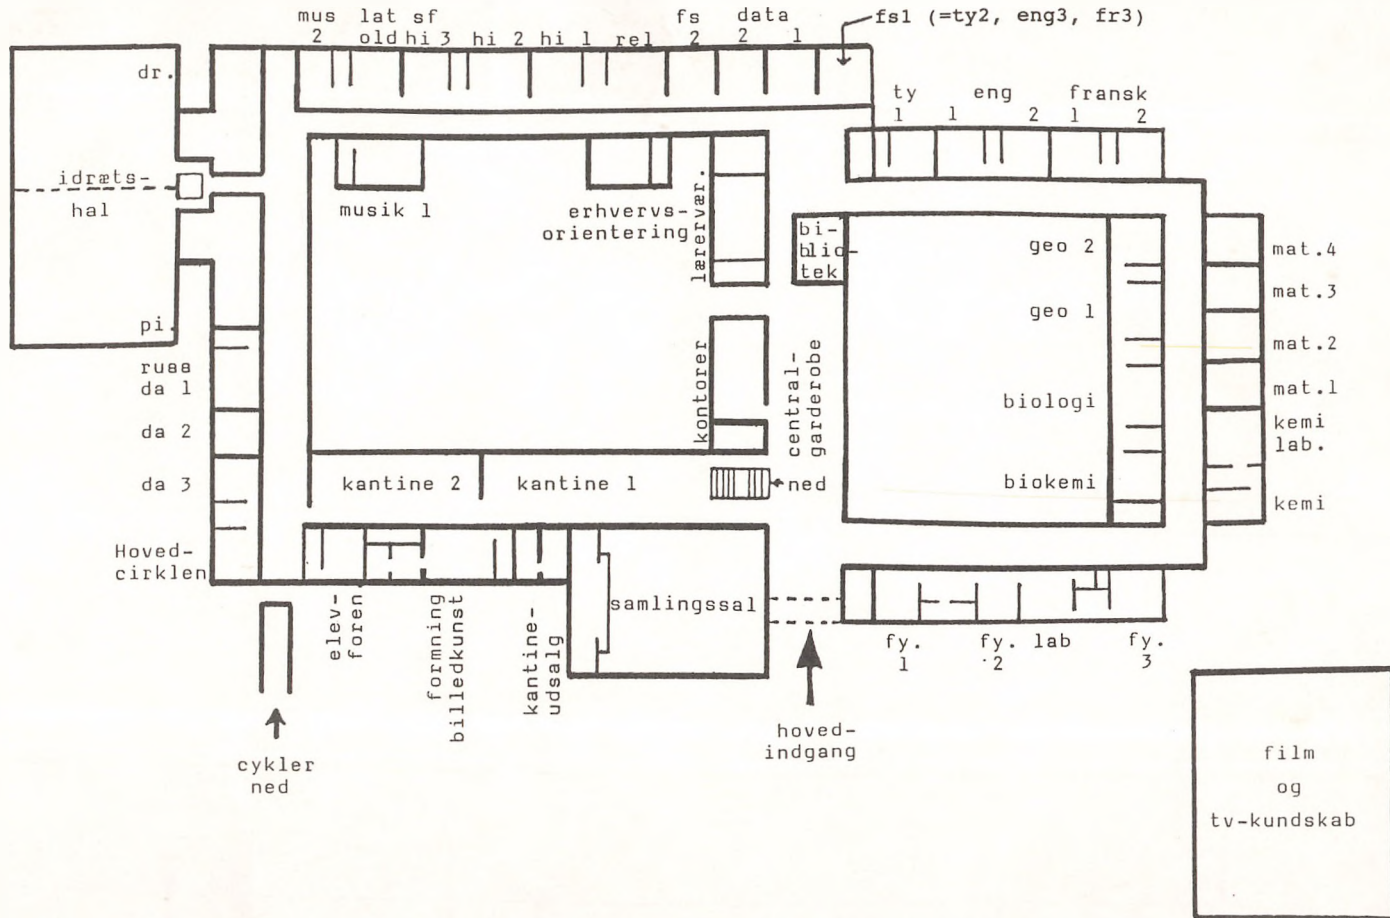 mus lat sf fs data fs1 (=ty2, eng3, fr3)
2 old hi 3 hi 2 hi 1 rel 2 2 1
dr.
ty eng fransk
1 1 2 1 2
idræts-
hal
musik 1
erhvervs-
orientering
lærervær.
bi-
blio-
tek
geo 2
mat.4
mat.3
geo 1
pi.
mat.2
russ
da 1
kontorer
central-
garderobe
mat.1
biologi
da 2
kemi
lab.
da 3
kantine 2
kantine 1
ned
biokemi
kemi
Hoved-
cirklen
elev-
foren
formning
billedkunst
kantine-
udsalg
samlingssal
fy. fy. lab fy.
1 2 3
hoved-
indgang
cykler
ned
film
og
tv-kundskab